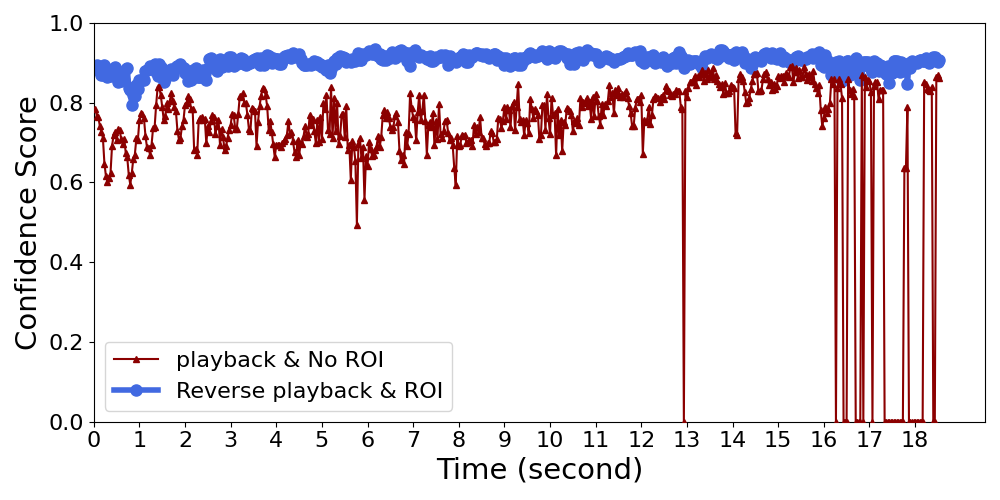 1.0
0.8
0.6
0.4
0.2
0.0
Confidence Score
playback & No ROI
Reverse playback & ROI
0 1 2 3 4 5 6 7 8 9 10 11 12 13 14 15 16 17 18
Time (second)